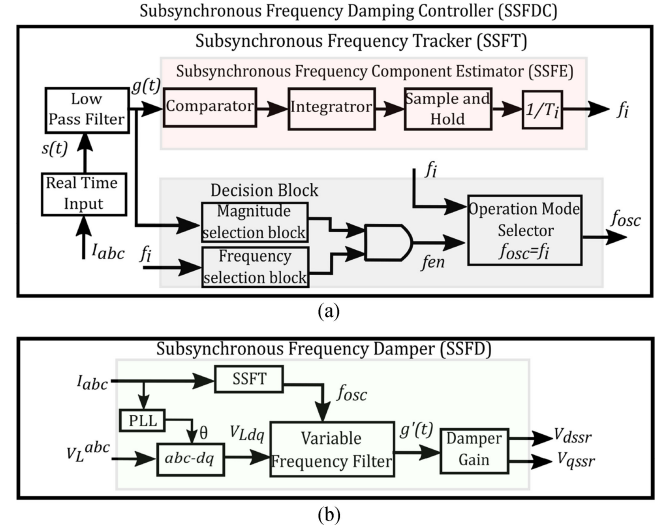 Subsynchronous Frequency Damping Controller (SSFDC)
Subsynchronous Frequency Tracker (SSFT)
Subsynchronous Frequency Component Estimator (SSFE)
g(t)
Low
Pass Filter
Comparator
Integratror
Sample and
Hold
1/Ti
fi
s(t)
Real Time
Input
Iabc
Decision Block
fi
Magnitude
selection block
fi
Frequency
selection block
fen
Operation Mode
Selector
fosc=fi
fosc
(a)
Subsynchronous Frequency Damper (SSFD)
Iabc
SSFT
fosc
PLL
θ
VL abc
abc-dq
VLdq
Variable
Frequency Filter
g'(t)
Damper
Gain
Vdssr
Vqssr
(b)